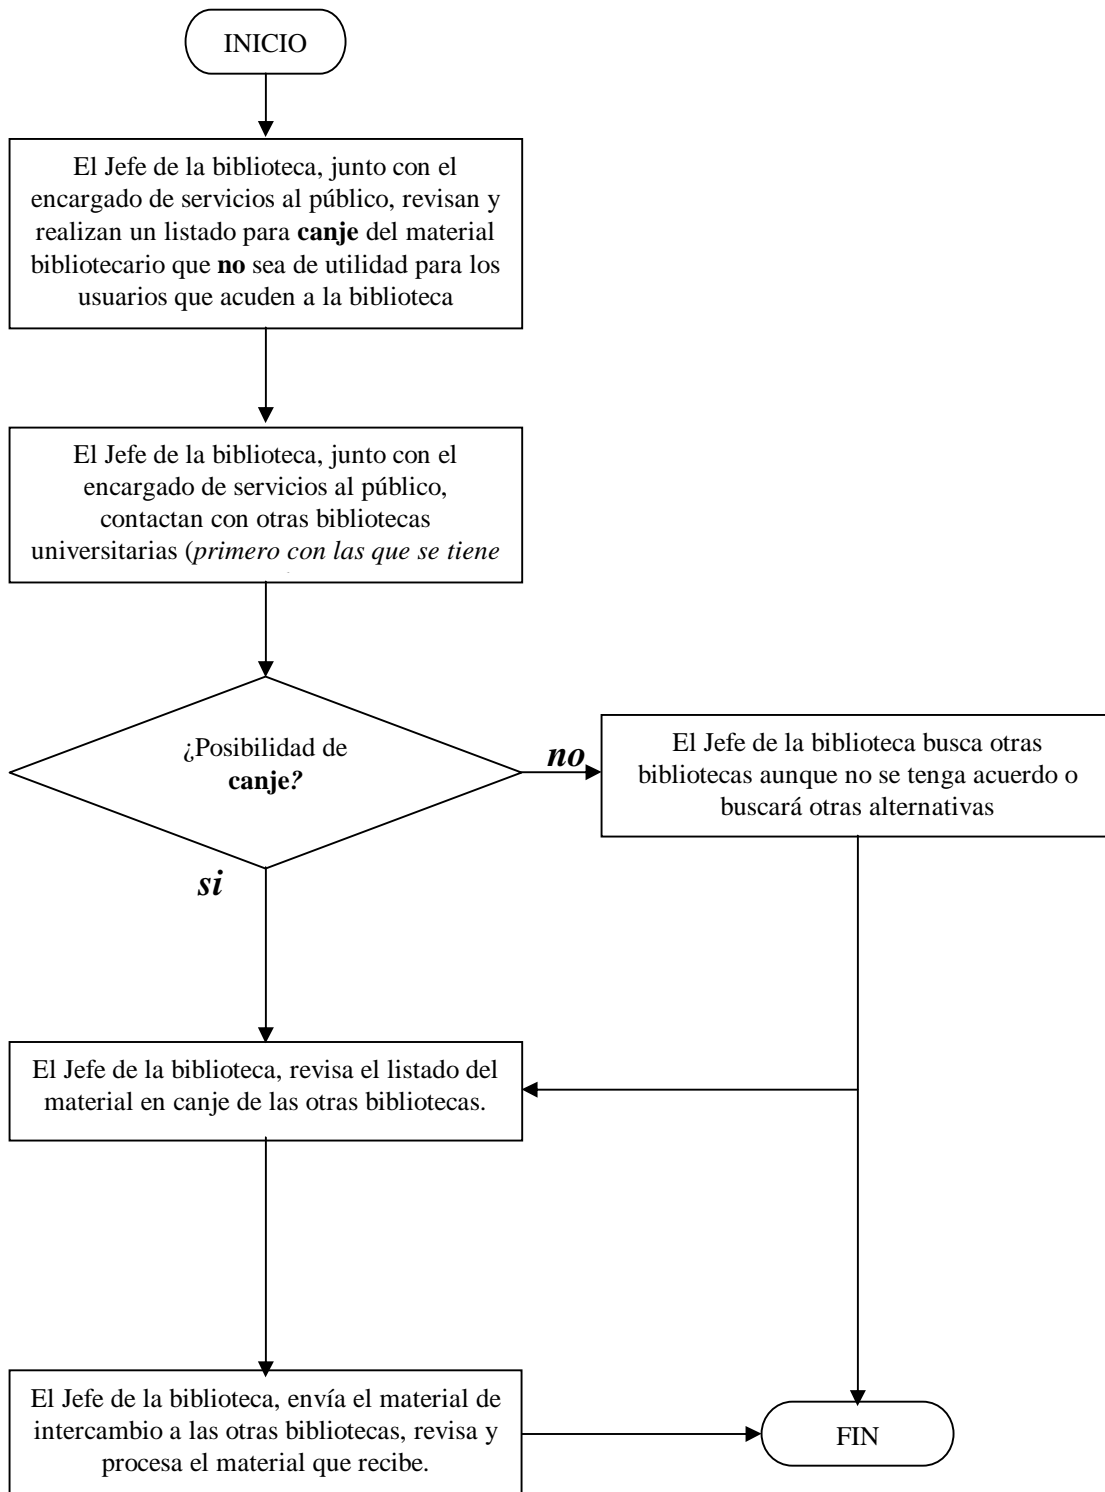 INICIO
El Jefe de la biblioteca, junto con el
encargado de servicios al público, revisan y
realizan un listado para canje del material
bibliotecario que no sea de utilidad para los
usuarios que acuden a la biblioteca
El Jefe de la biblioteca, junto con el
encargado de servicios al público,
contactan con otras bibliotecas
universitarias (primero con las que se tiene
¿Posibilidad de
canje?
no
El Jefe de la biblioteca busca otras
bibliotecas aunque no se tenga acuerdo o
buscará otras alternativas
si
El Jefe de la biblioteca, revisa el listado del
material en canje de las otras bibliotecas.
El Jefe de la biblioteca, envía el material de
intercambio a las otras bibliotecas, revisa y
procesa el material que recibe.
FIN